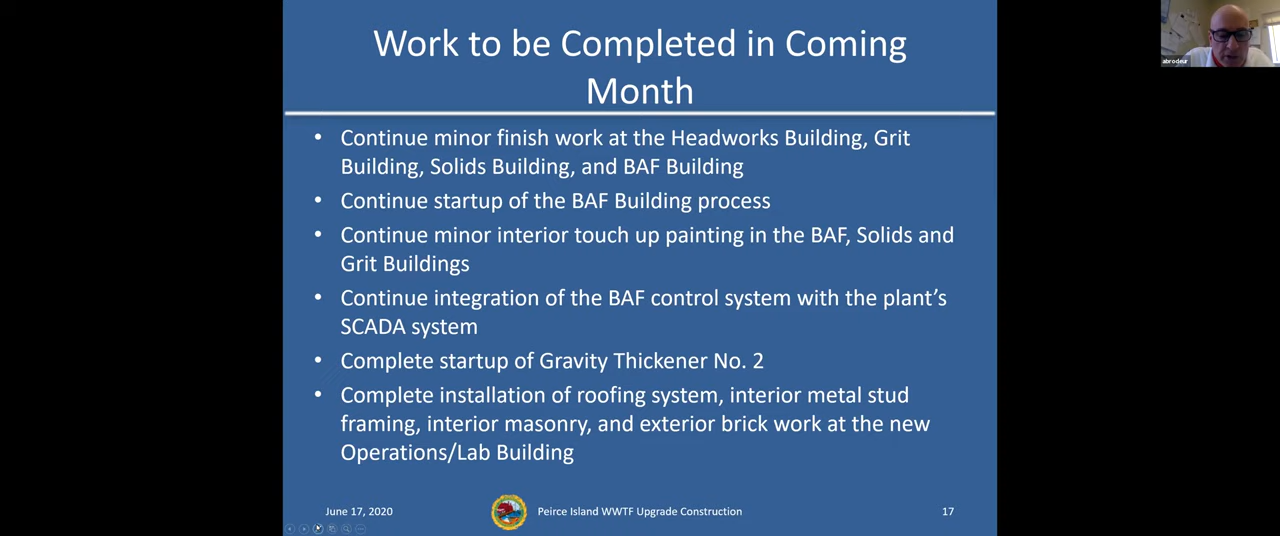 Work to be Completed in Coming
Month
• Continue minor finish work at the Headworks Building, Grit
Building, Solids Building, and BAF Building
• Continue startup of the BAF Building process
• Continue minor interior touch up painting in the BAF, Solids and
Grit Buildings
• Continue integration of the BAF control system with the plant's
SCADA system
• Complete startup of Gravity Thickener No. 2
• Complete installation of roofing system, interior metal stud
framing, interior masonry, and exterior brick work at the new
Operations/Lab Building
June 17, 2020
Peirce Island WWTF Upgrade Construction
17
abrodeur